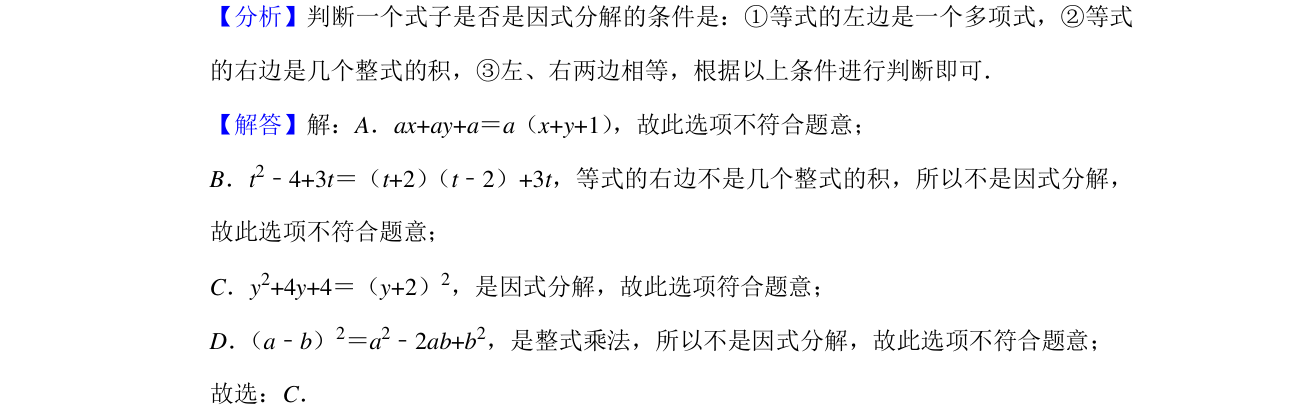 【分析】判断一个式子是否是因式分解的条件是：①等式的左边是一个多项式，②等式
的右边是几个整式的积，③左、右两边相等，根据以上条件进行判断即可．
【解答】解：A．ax+ay+a＝a（x+y+1），故此选项不符合题意；
B．t²﹣4+3t＝（t+2）（t﹣2）+3t，等式的右边不是几个整式的积，所以不是因式分解，
故此选项不符合题意；
C．y²+4y+4＝（y+2）²，是因式分解，故此选项符合题意；
D．（a﹣b）²＝a²﹣2ab+b²，是整式乘法，所以不是因式分解，故此选项不符合题意；
故选：C．